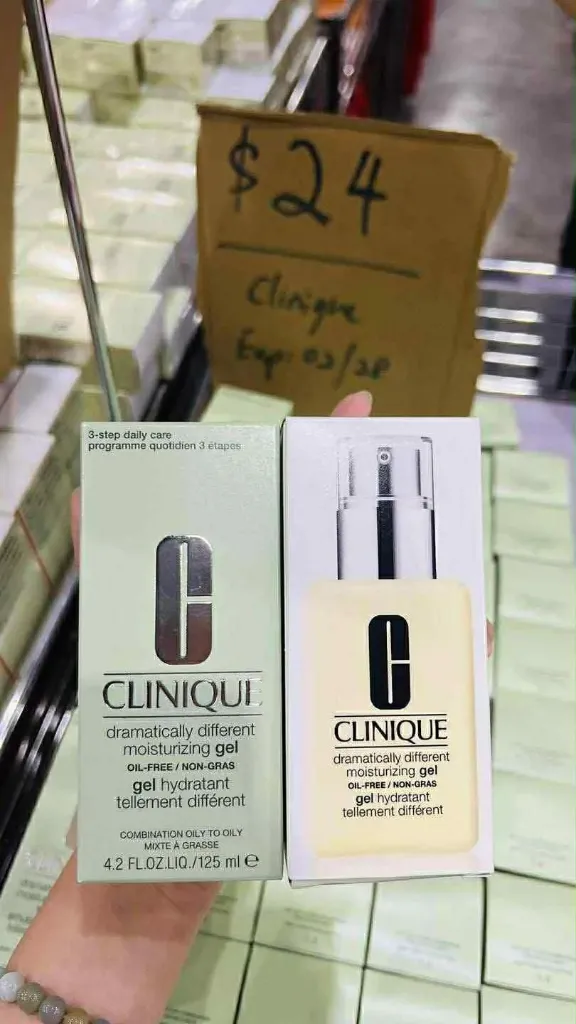 $24
Clinique
Exp: 02/28
3-step daily care
programme quotidien 3 étapes
CLINIQUE
dramatically different
moisturizing gel
OIL-FREE / NON-GRAS
gel hydratant
tellement différent
COMBINATION OILY TO OILY
MIXTE À GRASSE
4.2 FL.OZ.LIQ./125 ml ℮
CLINIQUE
dramatically different
moisturizing gel
OIL-FREE / NON-GRAS
gel hydratant
tellement différent